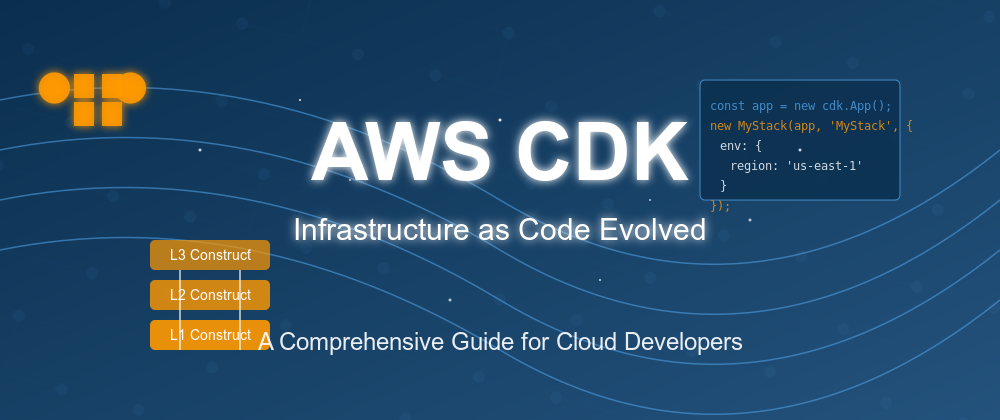 AWS CDK
Infrastructure as Code Evolved
const app = new cdk.App();
new MyStack(app, 'MyStack', {
env: {
region: 'us-east-1'
}
});
L3 Construct
L2 Construct
L1 Construct
A Comprehensive Guide for Cloud Developers